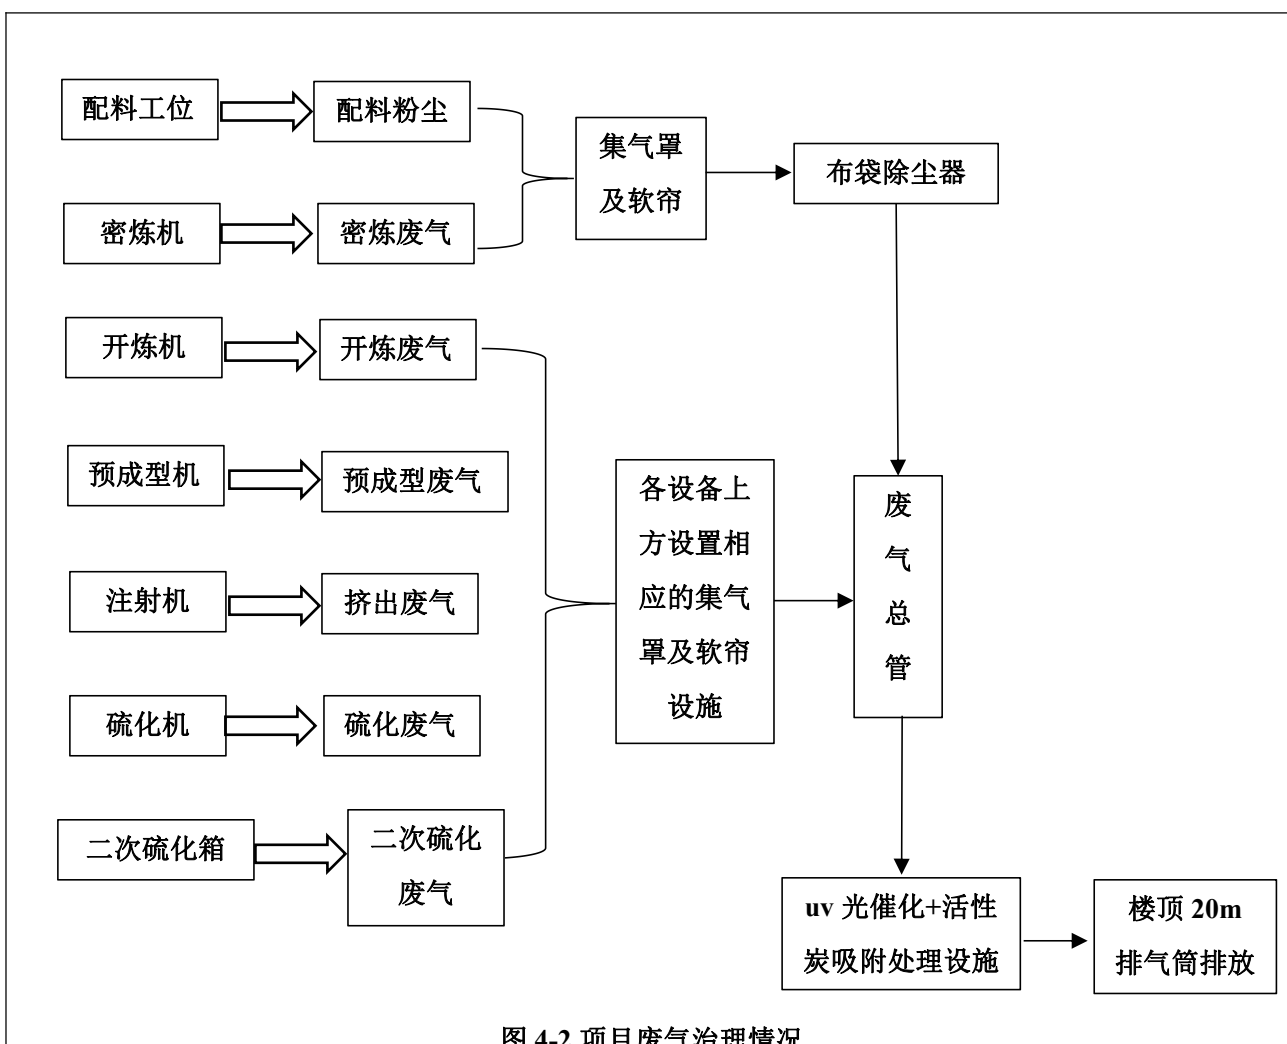 配料工位
配料粉尘
集气罩
及软帘
布袋除尘器
密炼机
密炼废气
开炼机
开炼废气
预成型机
预成型废气
各设备上
方设置相
应的集气
罩及软帘
设施
废
气
总
管
注射机
挤出废气
硫化机
硫化废气
二次硫化箱
二次硫化
废气
uv 光催化+活性
炭吸附处理设施
楼顶 20m
排气筒排放
图 4-2 项目废气治理情况